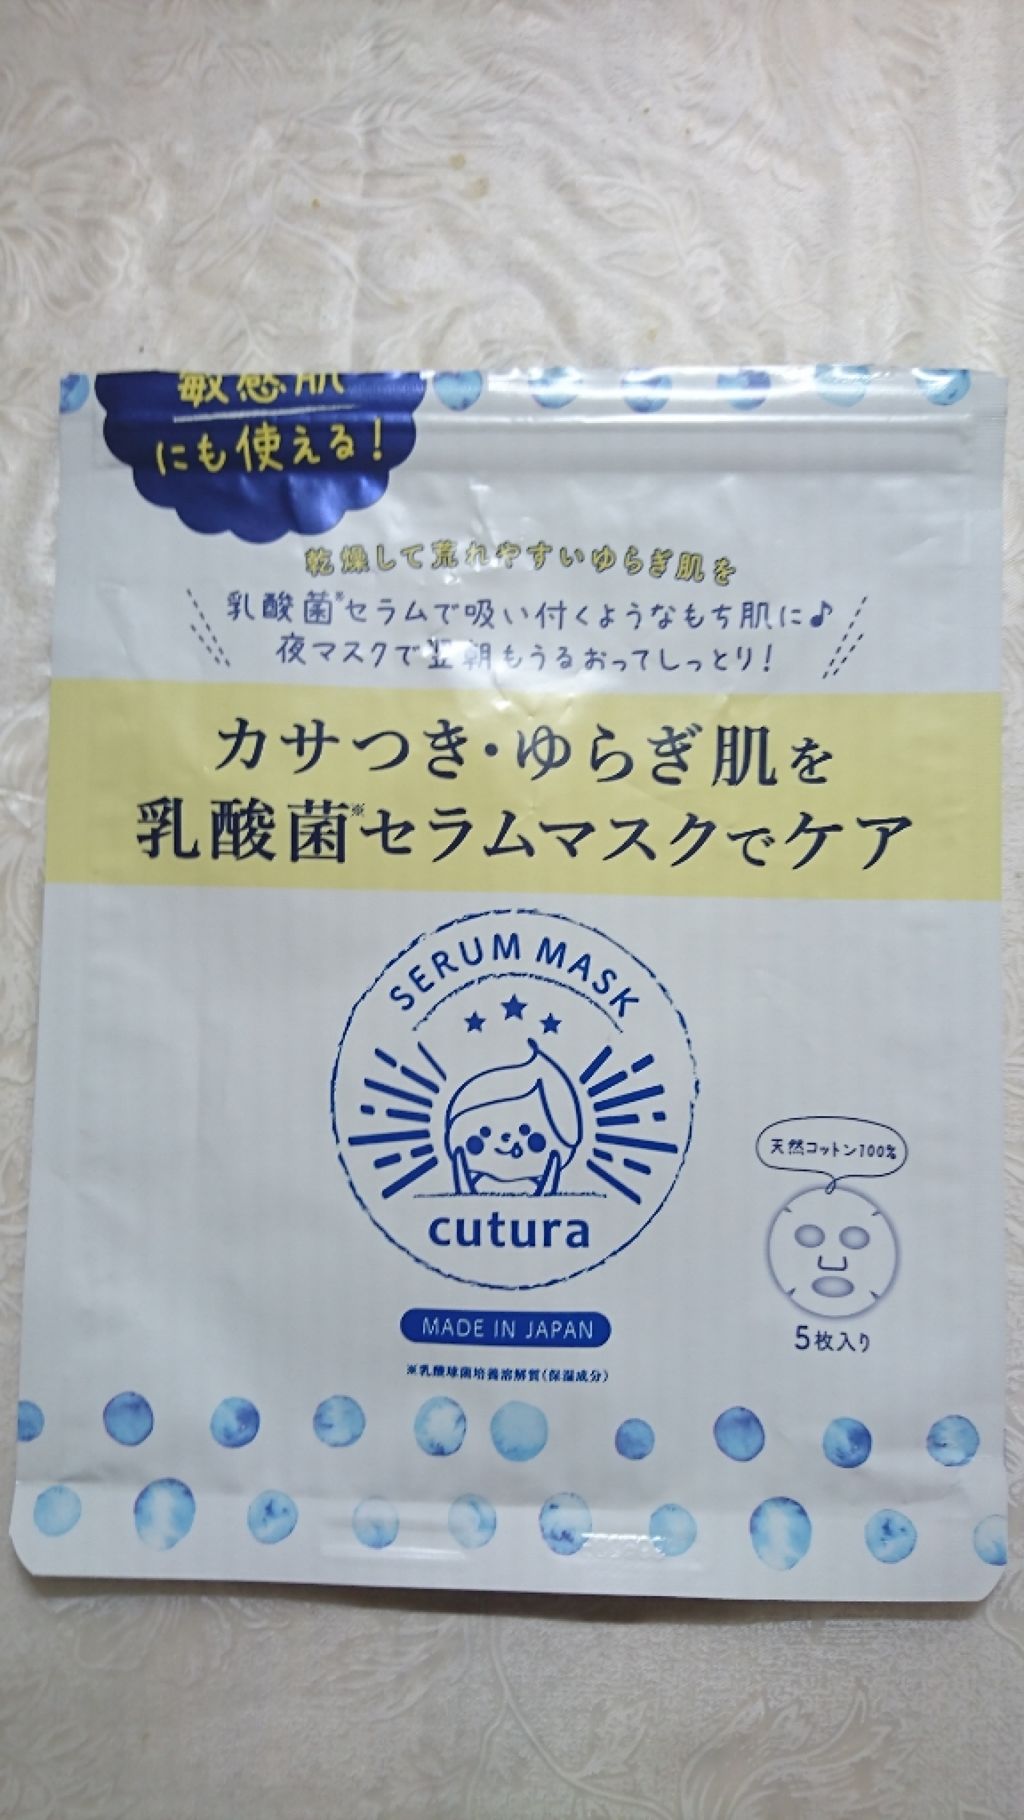 敏感肌
にも使える!
乾燥して荒れやすいゆらぎ肌を
乳酸菌※セラムで吸い付くようなもち肌に♪
夜マスクで翌朝もうるおってしっとり!
カサつき・ゆらぎ肌を
乳酸菌※セラムマスクでケア
SERUM MASK
cutura
天然コットン100%
5枚入り
MADE IN JAPAN
※乳酸球菌培養溶解質(保湿成分)